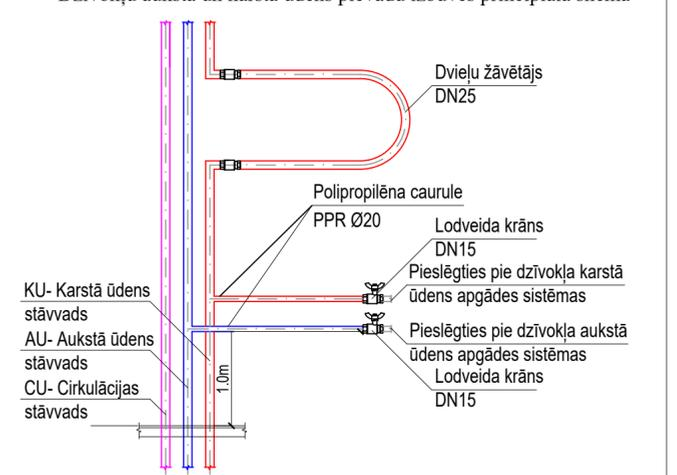 Dvieļu žāvētājs
DN25
Polipropilēna caurule
PPR Ø20
Lodveida krāns
DN15
Pieslēgties pie dzīvokļa karstā
ūdens apgādes sistēmas
KU- Karstā ūdens
stāvvads
AU- Aukstā ūdens
stāvvads
CU- Cirkulācijas
stāvvads
1.0m
Pieslēgties pie dzīvokļa aukstā
ūdens apgādes sistēmas
Lodveida krāns
DN15